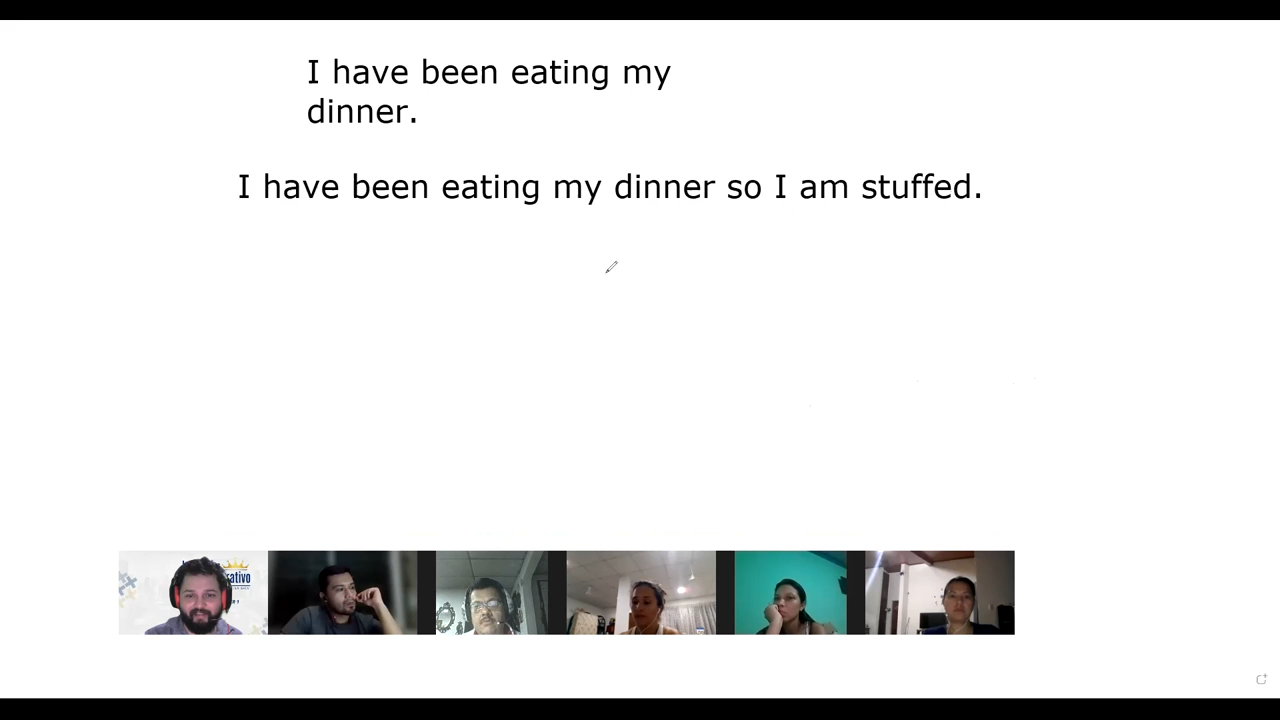 I have been eating my
dinner.
I have been eating my dinner so I am stuffed.